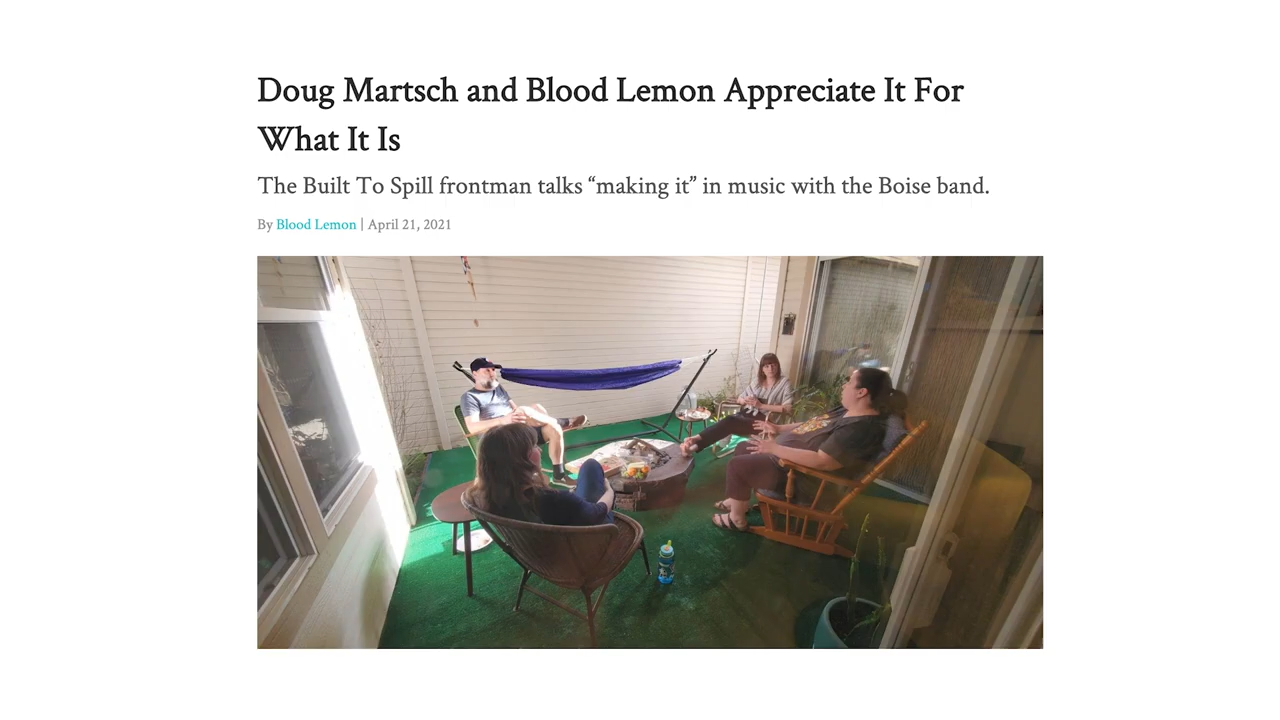 Doug Martsch and Blood Lemon Appreciate It For
What It Is
The Built To Spill frontman talks “making it” in music with the Boise band.
By Blood Lemon | April 21, 2021